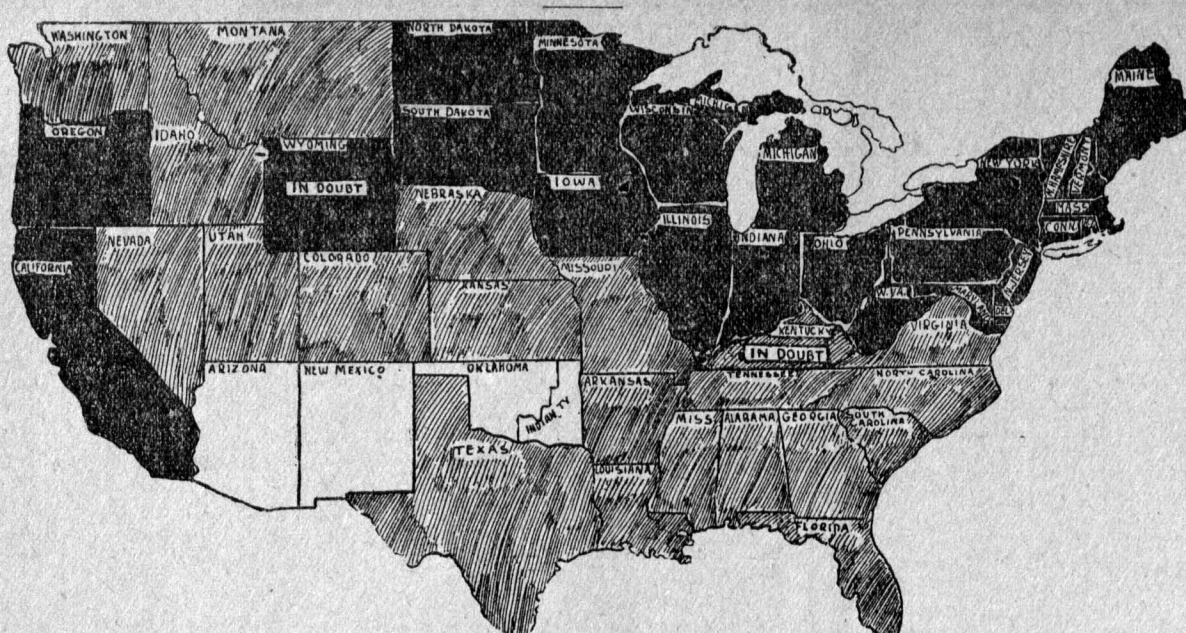 WASHINGTON
MONTANA
NORTH DAKOTA
MINNESOTA
MAINE
OREGON
IDAHO
WYOMING
IN DOUBT
SOUTH DAKOTA
WISCONSIN
MICHIGAN
MICHIGAN
NEW YORK
VERMONT
MASS
CONN
IOWA
NEBRASKA
ILLINOIS
INDIANA
OHIO
PENNSYLVANIA
N.JERSEY
DEL
W.VA.
VIRGINIA
NEVADA
UTAH
COLORADO
CALIFORNIA
KANSAS
MISSOURI
KENTUCKY
IN DOUBT
ARIZONA
NEW MEXICO
OKLAHOMA
INDIAN TY
ARKANSAS
TENNESSEE
NORTH CAROLINA
SOUTH
CAROLINA
MISS
ALABAMA
GEORGIA
TEXAS
LOUISIANA
FLORIDA